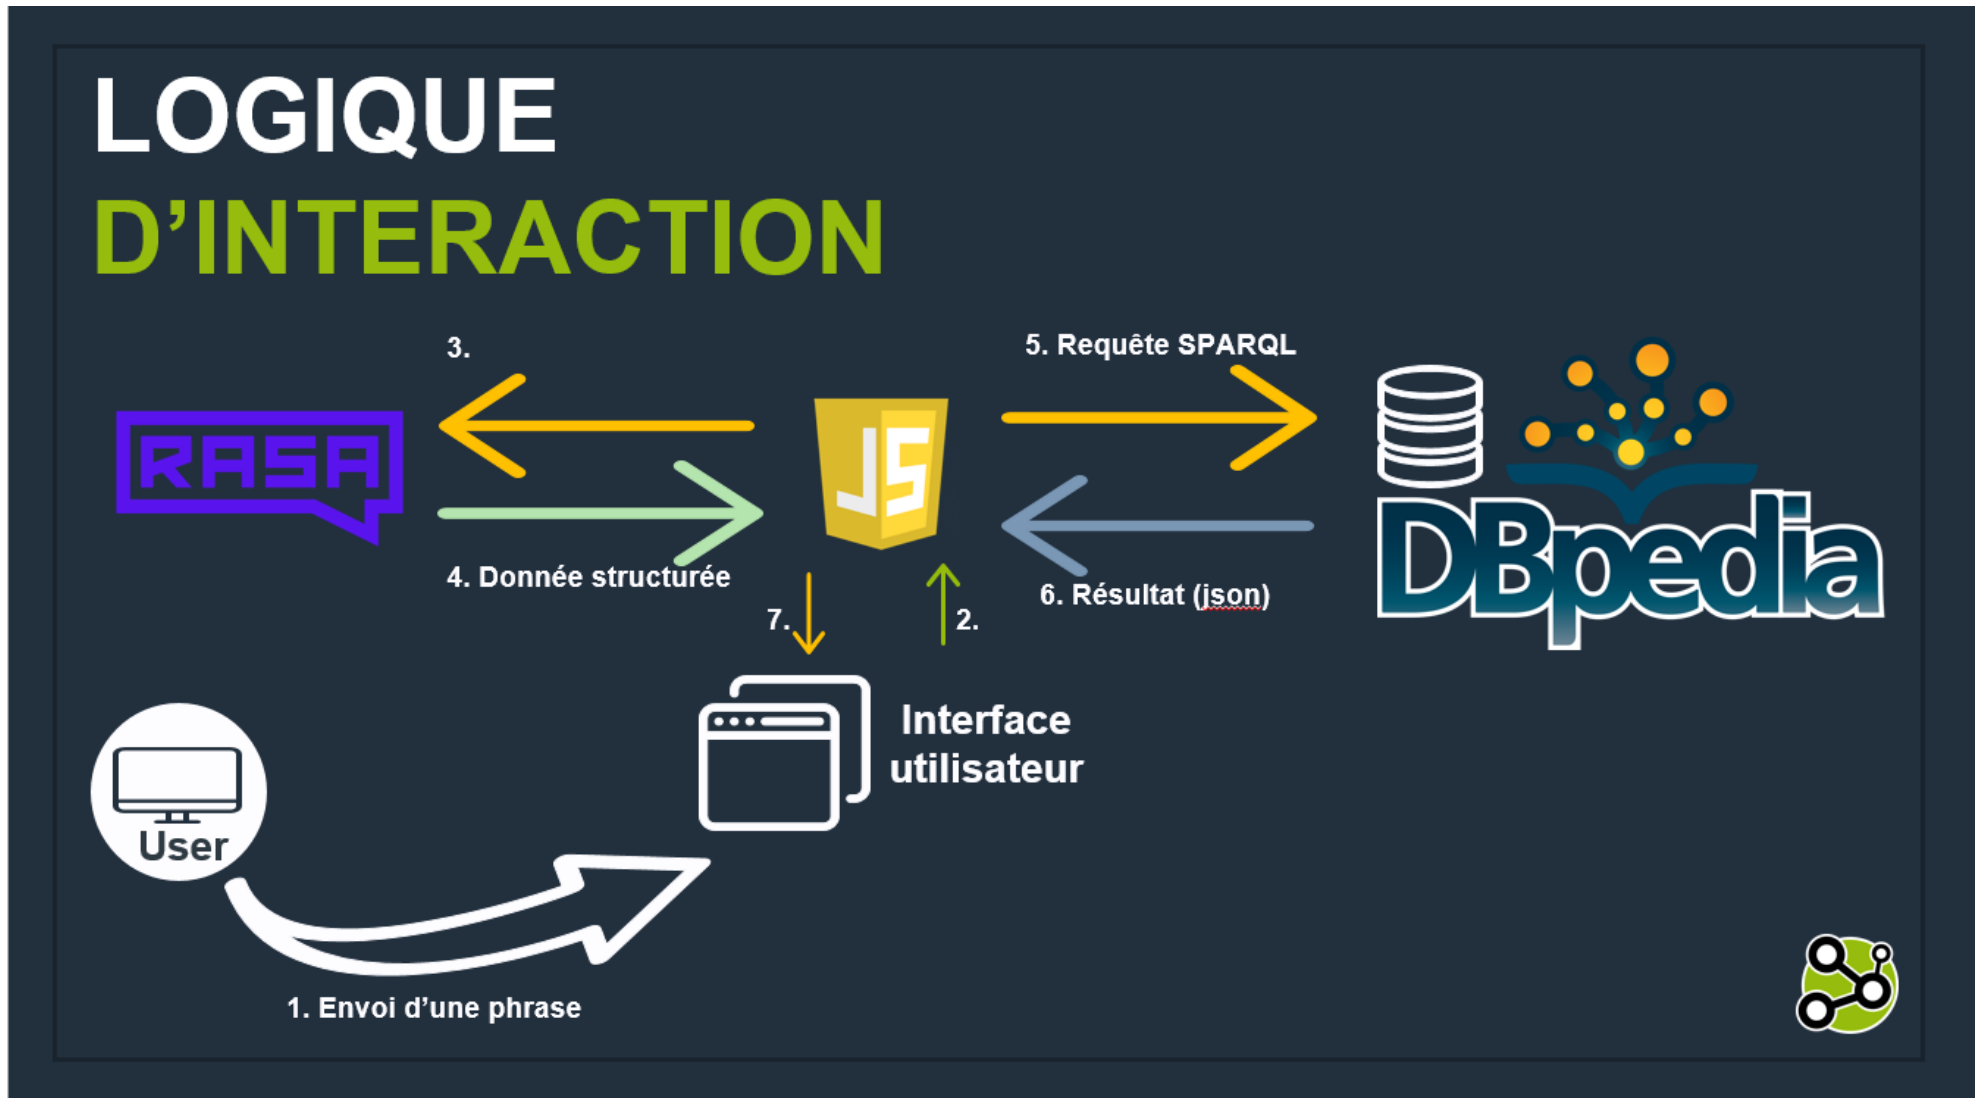 LOGIQUE
D’INTERACTION
3.
5. Requête SPARQL
RASA
JS
DBpedia
4. Donnée structurée
6. Résultat (json)
7.
2.
Interface
utilisateur
User
1. Envoi d’une phrase